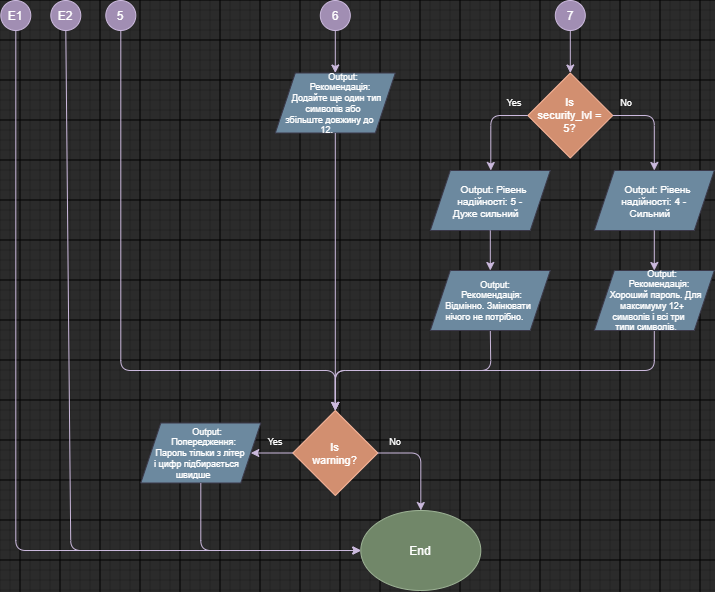 E1
E2
5
6
7
Output:
Рекомендація:
Додайте ще один тип
символів або
збільште довжину до
12.
Is
security_lvl =
5?
Yes
No
Output: Рівень
надійності: 5 -
Дуже сильний
Output: Рівень
надійності: 4 -
Сильний
Output:
Рекомендація:
Відмінно. Змінювати
нічого не потрібно.
Output:
Рекомендація:
Хороший пароль. Для
максимуму 12+
символів і всі три
типи символів.
Is
warning?
Yes
No
Output:
Попередження:
Пароль тільки з літер
і цифр підбирається
швидше
End